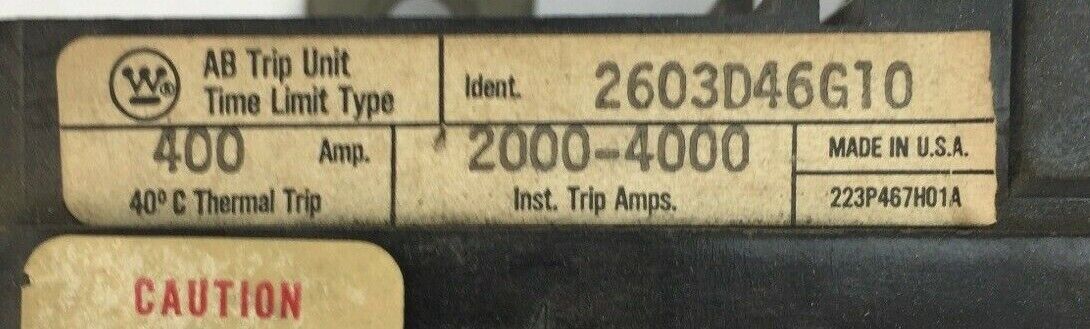 W®
AB Trip Unit
Time Limit Type
Ident. 2603D46G10
400 Amp.
40° C Thermal Trip
2000-4000
Inst. Trip Amps.
MADE IN U.S.A.
223P467H01A
CAUTION